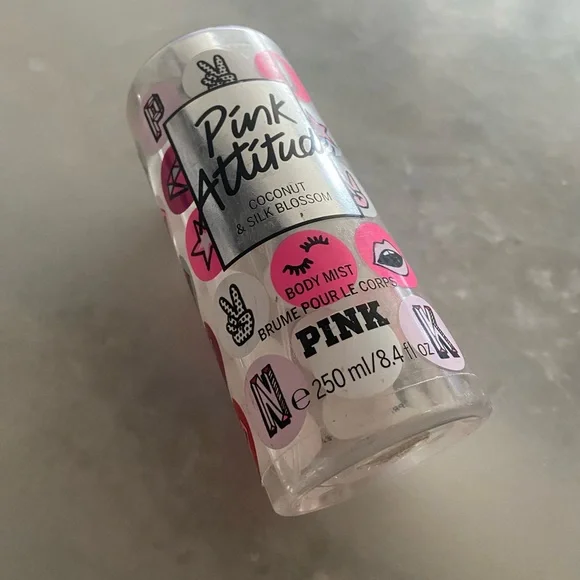 P
Pink
Attitude
COCONUT
& SILK BLOSSOM
BODY MIST
BRUME POUR LE CORPS
PINK
K
N
e 250 ml/8.4 fl oz